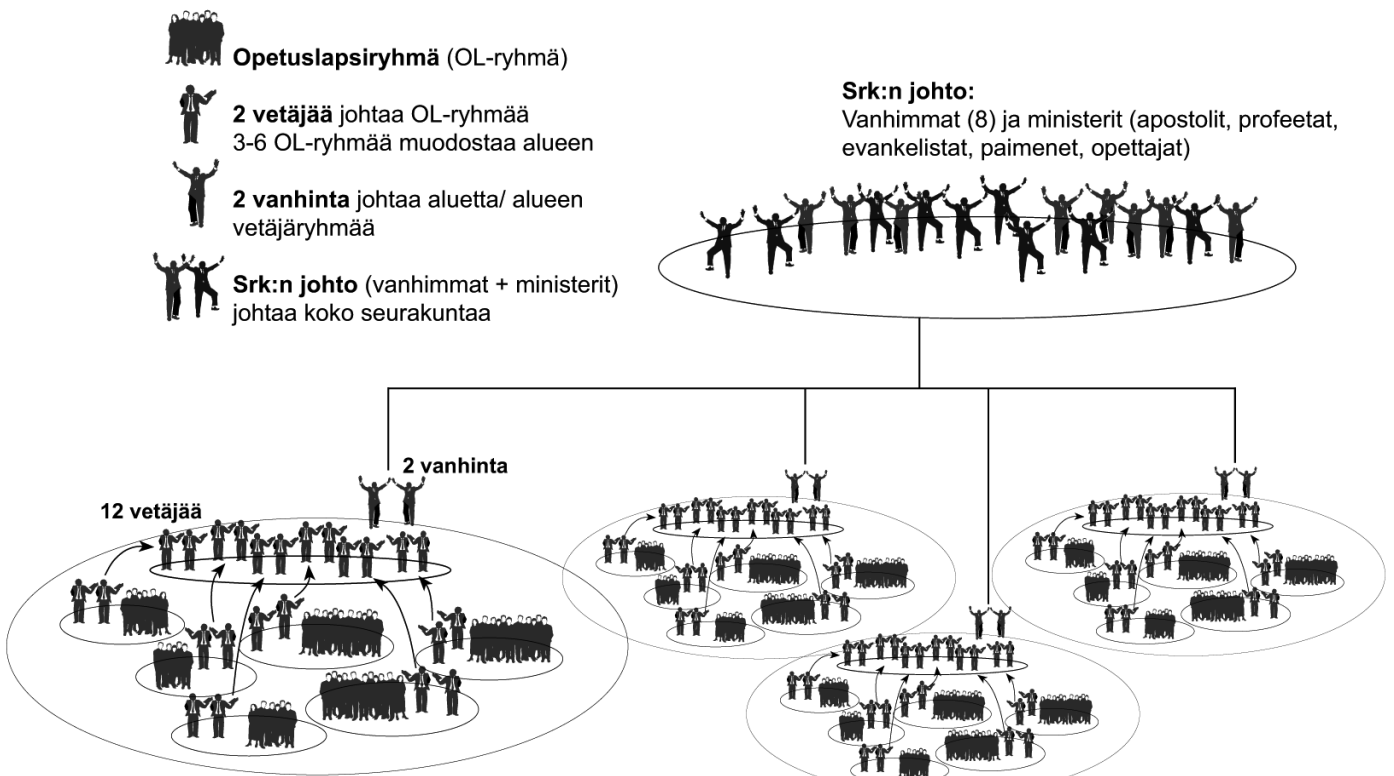 Opetuslapsiryhmä (OL-ryhmä)
2 vetäjää johtaa OL-ryhmää
3-6 OL-ryhmää muodostaa alueen
2 vanhinta johtaa aluetta/ alueen
vetäjäryhmää
Srk:n johto (vanhimmat + ministerit)
johtaa koko seurakuntaa
Srk:n johto:
Vanhimmat (8) ja ministerit (apostolit, profeetat,
evankelistat, paimenet, opettajat)
2 vanhinta
12 vetäjää